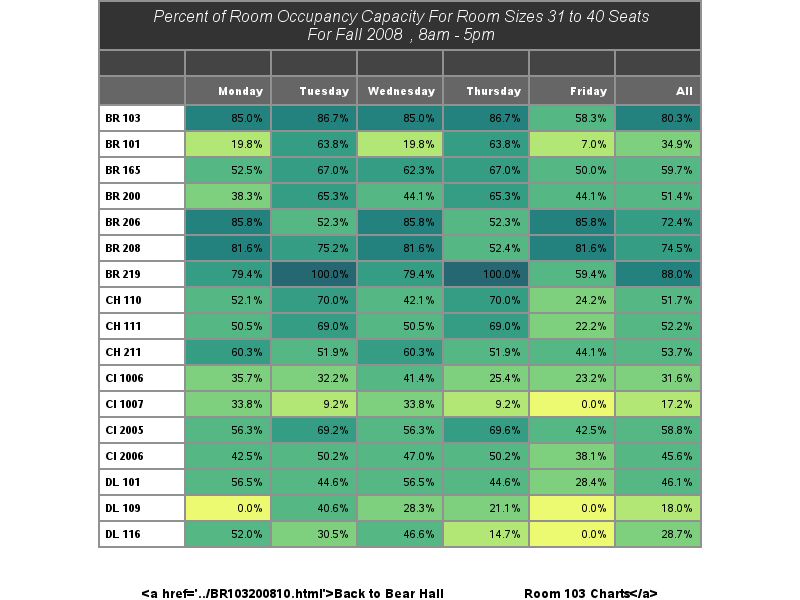 Percent of Room Occupancy Capacity For Room Sizes 31 to 40 Seats
For Fall 2008 , 8am - 5pm
Monday Tuesday Wednesday Thursday Friday All
BR 103 85.0% 86.7% 85.0% 86.7% 58.3% 80.3%
BR 101 19.8% 63.8% 19.8% 63.8% 7.0% 34.9%
BR 165 52.5% 67.0% 62.3% 67.0% 50.0% 59.7%
BR 200 38.3% 65.3% 44.1% 65.3% 44.1% 51.4%
BR 206 85.8% 52.3% 85.8% 52.3% 85.8% 72.4%
BR 208 81.6% 75.2% 81.6% 52.4% 81.6% 74.5%
BR 219 79.4% 100.0% 79.4% 100.0% 59.4% 88.0%
CH 110 52.1% 70.0% 42.1% 70.0% 24.2% 51.7%
CH 111 50.5% 69.0% 50.5% 69.0% 22.2% 52.2%
CH 211 60.3% 51.9% 60.3% 51.9% 44.1% 53.7%
CI 1006 35.7% 32.2% 41.4% 25.4% 23.2% 31.6%
CI 1007 33.8% 9.2% 33.8% 9.2% 0.0% 17.2%
CI 2005 56.3% 69.2% 56.3% 69.6% 42.5% 58.8%
CI 2006 42.5% 50.2% 47.0% 50.2% 38.1% 45.6%
DL 101 56.5% 44.6% 56.5% 44.6% 28.4% 46.1%
DL 109 0.0% 40.6% 28.3% 21.1% 0.0% 18.0%
DL 116 52.0% 30.5% 46.6% 14.7% 0.0% 28.7%
<a href='../BR103200810.html'>Back to Bear Hall Room 103 Charts</a>